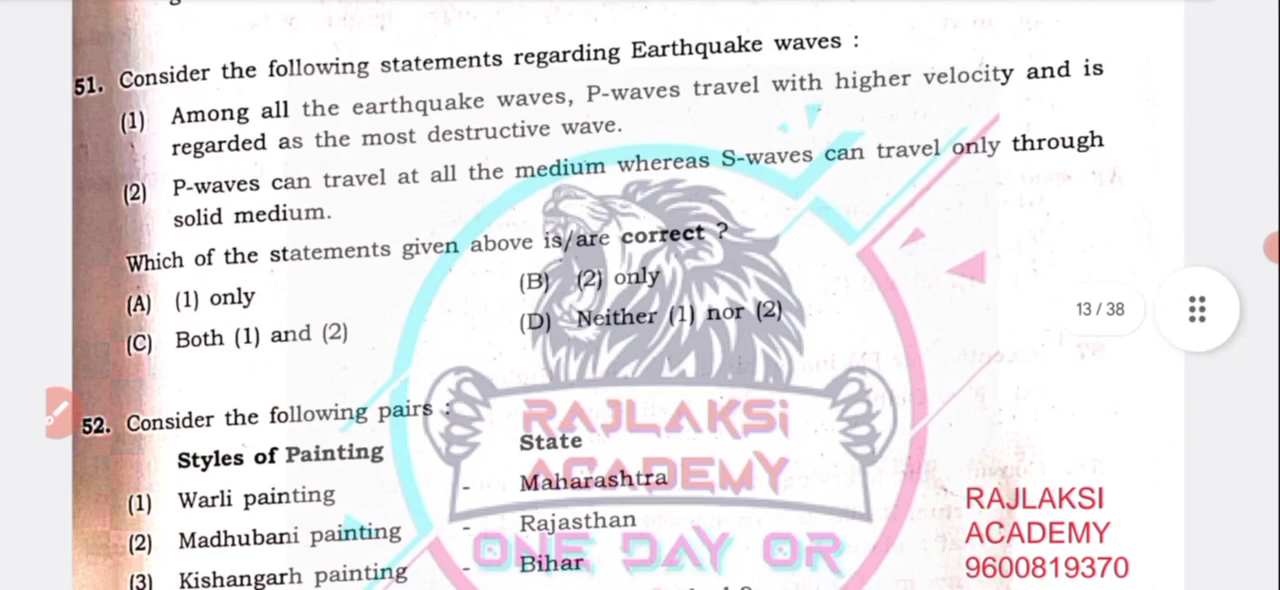 51. Consider the following statements regarding Earthquake waves :
(1) Among all the earthquake waves, P-waves travel with higher velocity and is
regarded as the most destructive wave.
(2) P-waves can travel at all the medium whereas S-waves can travel only through
solid medium.
Which of the statements given above is/are correct ?
(A) (1) only (B) (2) only
(C) Both (1) and (2) (D) Neither (1) nor (2)
13 / 38
52. Consider the following pairs :
Styles of Painting State
(1) Warli painting - Maharashtra
(2) Madhubani painting - Rajasthan
(3) Kishangarh painting - Bihar
RAJLAKSi
ACADEMY
ONE DAY OR
RAJLAKSI
ACADEMY
9600819370